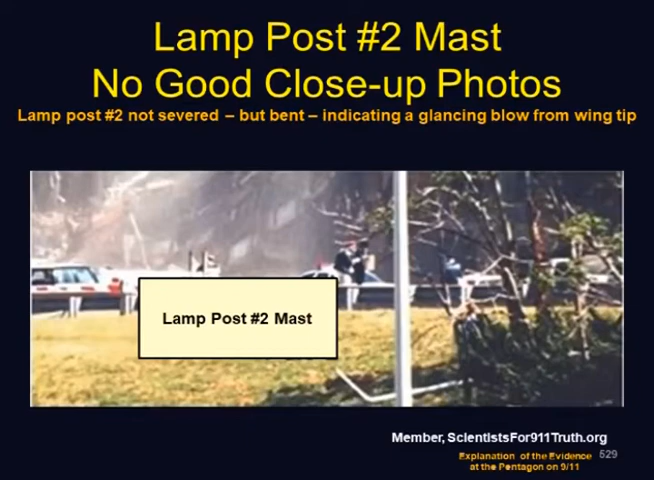 Lamp Post #2 Mast
No Good Close-up Photos
Lamp post #2 not severed – but bent – indicating a glancing blow from wing tip
Lamp Post #2 Mast
Member, ScientistsFor911Truth.org
Explanation of the Evidence 529
at the Pentagon on 9/11